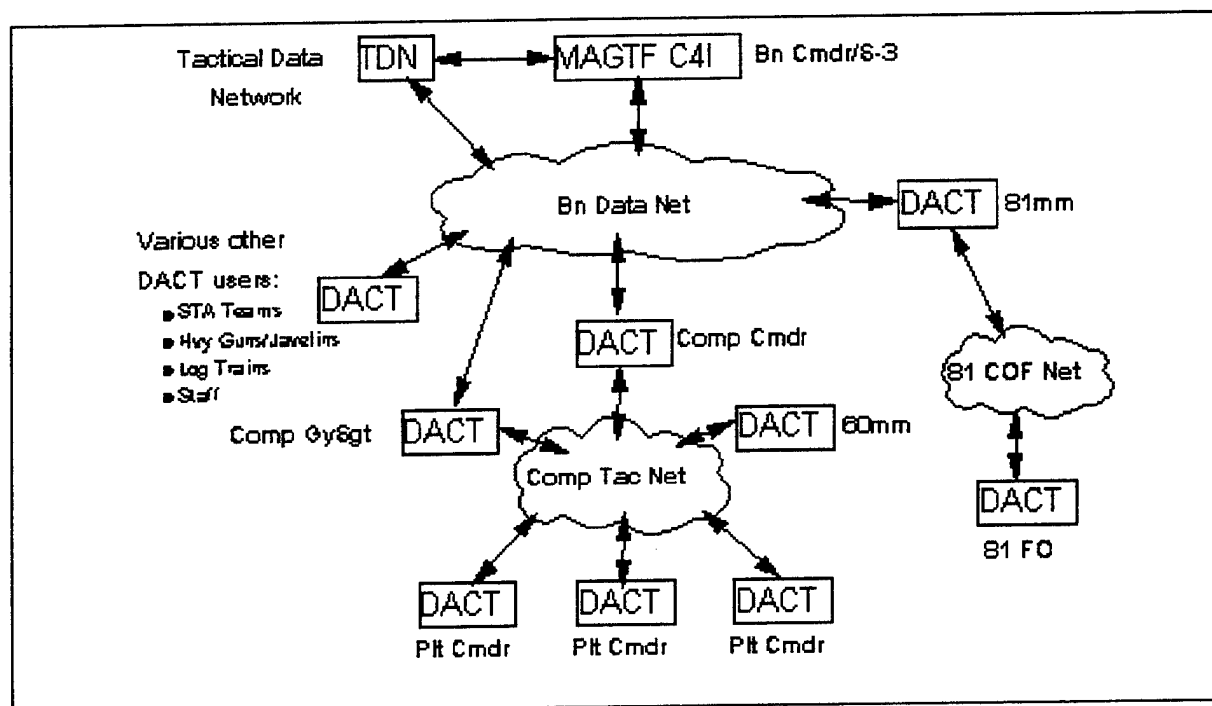 Tactical Data
Network
TDN
MAGTF C4I
Bn Cmdr/S-3
Bn Data Net
DACT
81mm
Various other
DACT users:
STA Teams
Hvy Guns/Javelins
Log Trains
Staff
DACT
DACT
Comp Cmdr
81 COF Net
Comp GySgt
DACT
DACT
60mm
Comp Tac Net
DACT
81 FO
DACT
DACT
DACT
Plt Cmdr
Plt Cmdr
Plt Cmdr